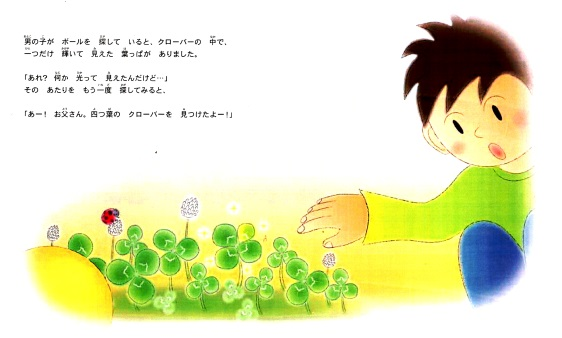 男の子が ボールを 探して いると、クローバーの 中で、
一つだけ 輝いて 見えた 葉っぱが ありました。
「あれ? 何か 光って 見えたんだけど…」
その あたりを もう一度 探してみると、
「あー! お父さん。四つ葉の クローバーを 見つけたよー!」